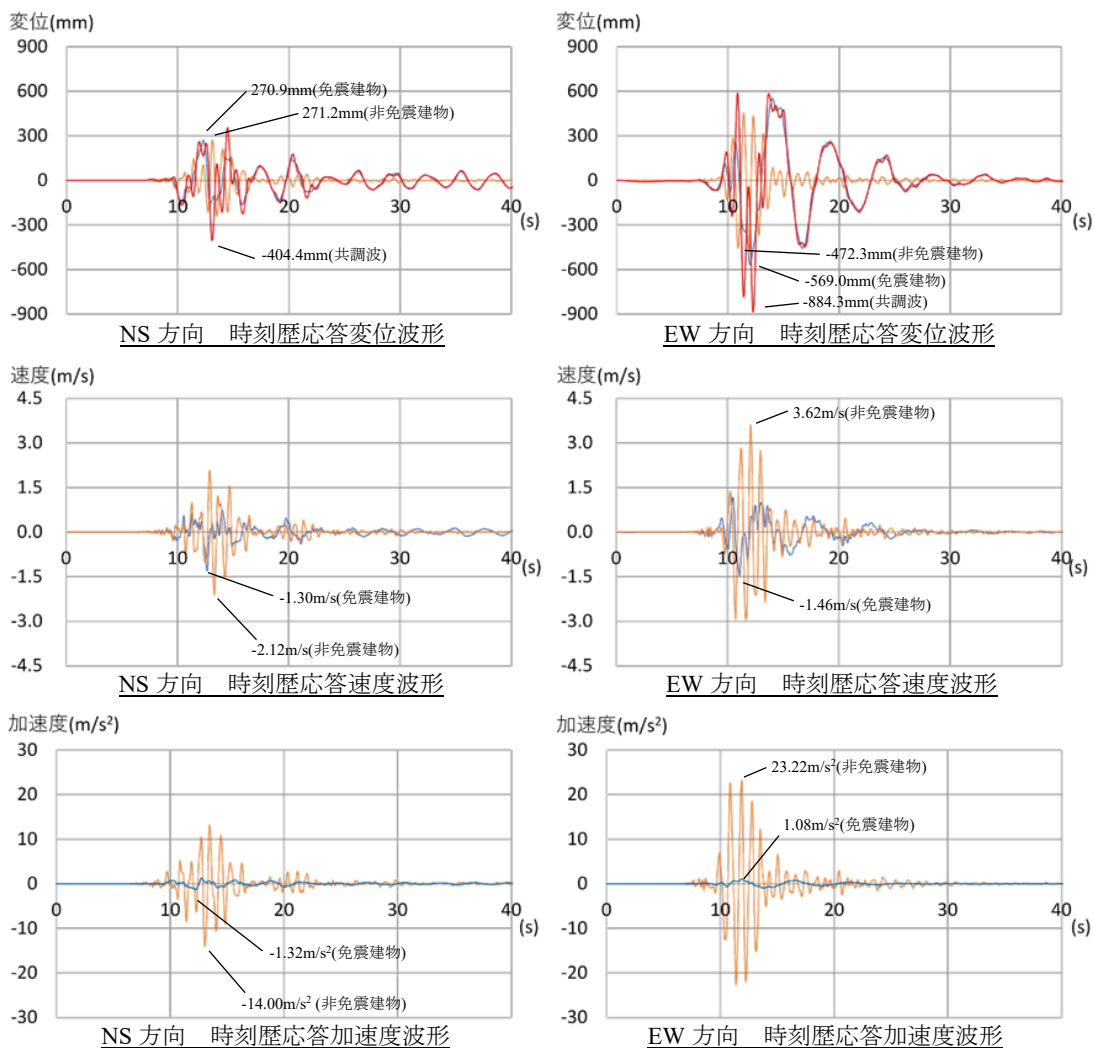 変位(mm)
900
600
300
0
-300
-600
-900
0
10
20
30
40
(s)
270.9mm(免震建物)
271.2mm(非免震建物)
-404.4mm(共調波)
NS 方向　時刻歴応答変位波形
変位(mm)
900
600
300
0
-300
-600
-900
0
10
20
30
40
(s)
-472.3mm(非免震建物)
-569.0mm(免震建物)
-884.3mm(共調波)
EW 方向　時刻歴応答変位波形
速度(m/s)
4.5
3.0
1.5
0.0
-1.5
-3.0
-4.5
0
10
20
30
40
(s)
-1.30m/s(免震建物)
-2.12m/s(非免震建物)
NS 方向　時刻歴応答速度波形
速度(m/s)
4.5
3.0
1.5
0.0
-1.5
-3.0
-4.5
0
10
20
30
40
(s)
3.62m/s(非免震建物)
-1.46m/s(免震建物)
EW 方向　時刻歴応答速度波形
加速度(m/s²)
30
20
10
0
-10
-20
-30
0
10
20
30
40
(s)
-1.32m/s²(免震建物)
-14.00m/s² (非免震建物)
NS 方向　時刻歴応答加速度波形
加速度(m/s²)
30
20
10
0
-10
-20
-30
0
10
20
30
40
(s)
23.22m/s²(非免震建物)
1.08m/s²(免震建物)
EW 方向　時刻歴応答加速度波形